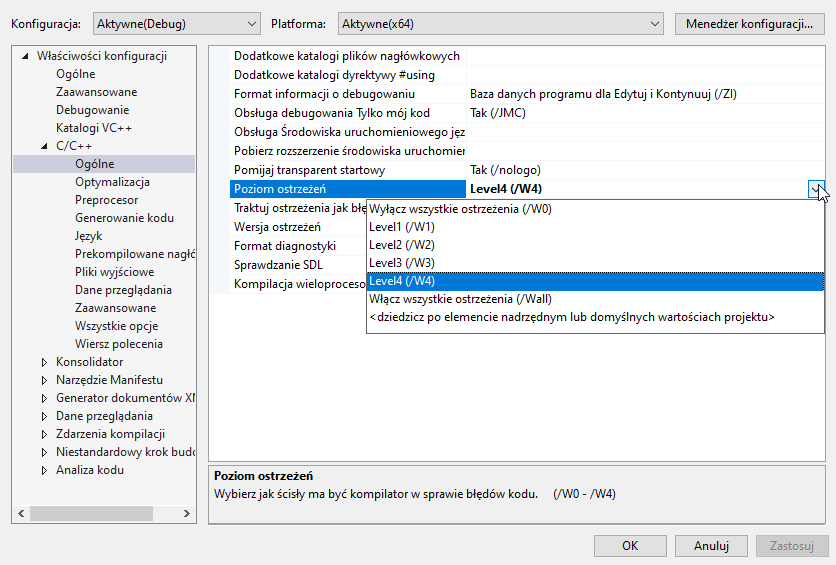 Konfiguracja: Aktywne(Debug) Platforma: Aktywne(x64) Menedżer konfiguracji...
Właściwości konfiguracji
Ogólne
Zaawansowane
Debugowanie
Katalogi VC++
C/C++
Ogólne
Optymalizacja
Preprocesor
Generowanie kodu
Język
Prekompilowane nagłó
Pliki wyjściowe
Dane przeglądania
Zaawansowane
Wszystkie opcje
Wiersz polecenia
Konsolidator
Narzędzie Manifestu
Generator dokumentów XM
Dane przeglądania
Zdarzenia kompilacji
Niestandardowy krok budo
Analiza kodu
Dodatkowe katalogi plików nagłówkowych
Dodatkowe katalogi dyrektywy #using
Format informacji o debugowaniu Baza danych programu dla Edytuj i Kontynuuj (/ZI)
Obsługa debugowania Tylko mój kod Tak (/JMC)
Obsługa Środowiska uruchomieniowego języ
Pobierz rozszerzenie środowiska uruchomier
Pomijaj transparent startowy Tak (/nologo)
Poziom ostrzeżeń Level4 (/W4)
Traktuj ostrzeżenia jak błę
Wersja ostrzeżeń
Format diagnostyki
Sprawdzanie SDL
Kompilacja wieloproceso
Wyłącz wszystkie ostrzeżenia (/W0)
Level1 (/W1)
Level2 (/W2)
Level3 (/W3)
Level4 (/W4)
Włącz wszystkie ostrzeżenia (/Wall)
<dziedzicz po elemencie nadrzędnym lub domyślnych wartościach projektu>
Poziom ostrzeżeń
Wybierz jak ścisły ma być kompilator w sprawie błędów kodu. (/W0 - /W4)
OK Anuluj Zastosuj